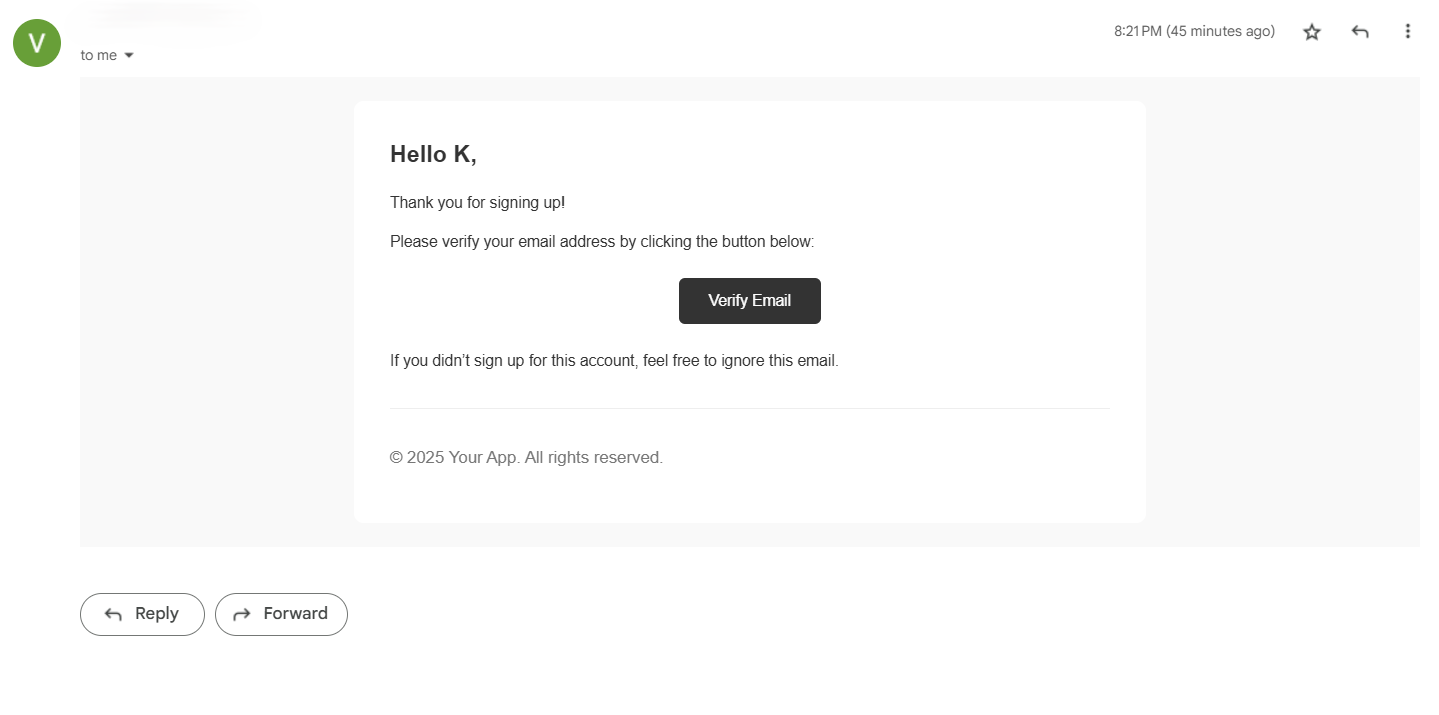 V
8:21 PM (45 minutes ago)
to me
Hello K,
Thank you for signing up!
Please verify your email address by clicking the button below:
Verify Email
If you didn’t sign up for this account, feel free to ignore this email.
© 2025 Your App. All rights reserved.
Reply
Forward